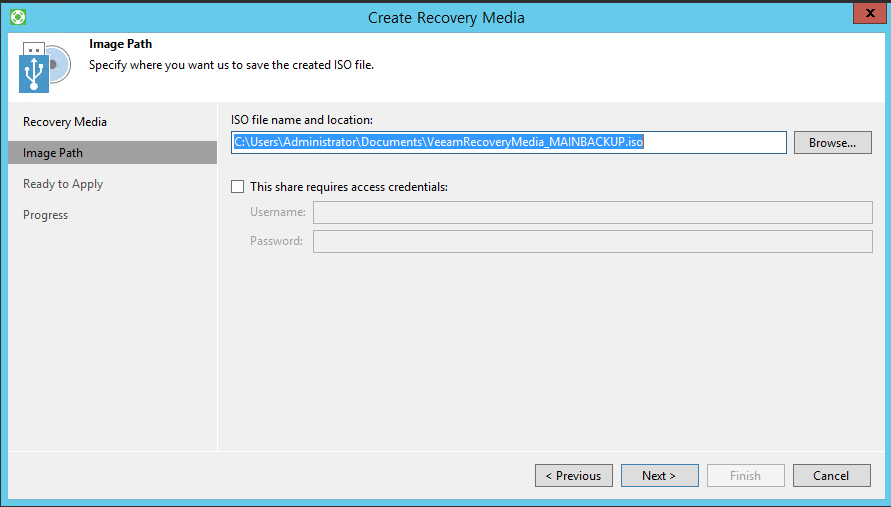 Create Recovery Media
x
Image Path
Specify where you want us to save the created ISO file.
Recovery Media
Image Path
Ready to Apply
Progress
ISO file name and location:
C:\Users\Administrator\Documents\VeeamRecoveryMedia_MAINBACKUP.iso
Browse...
This share requires access credentials:
Username:
Password:
< Previous
Next >
Finish
Cancel